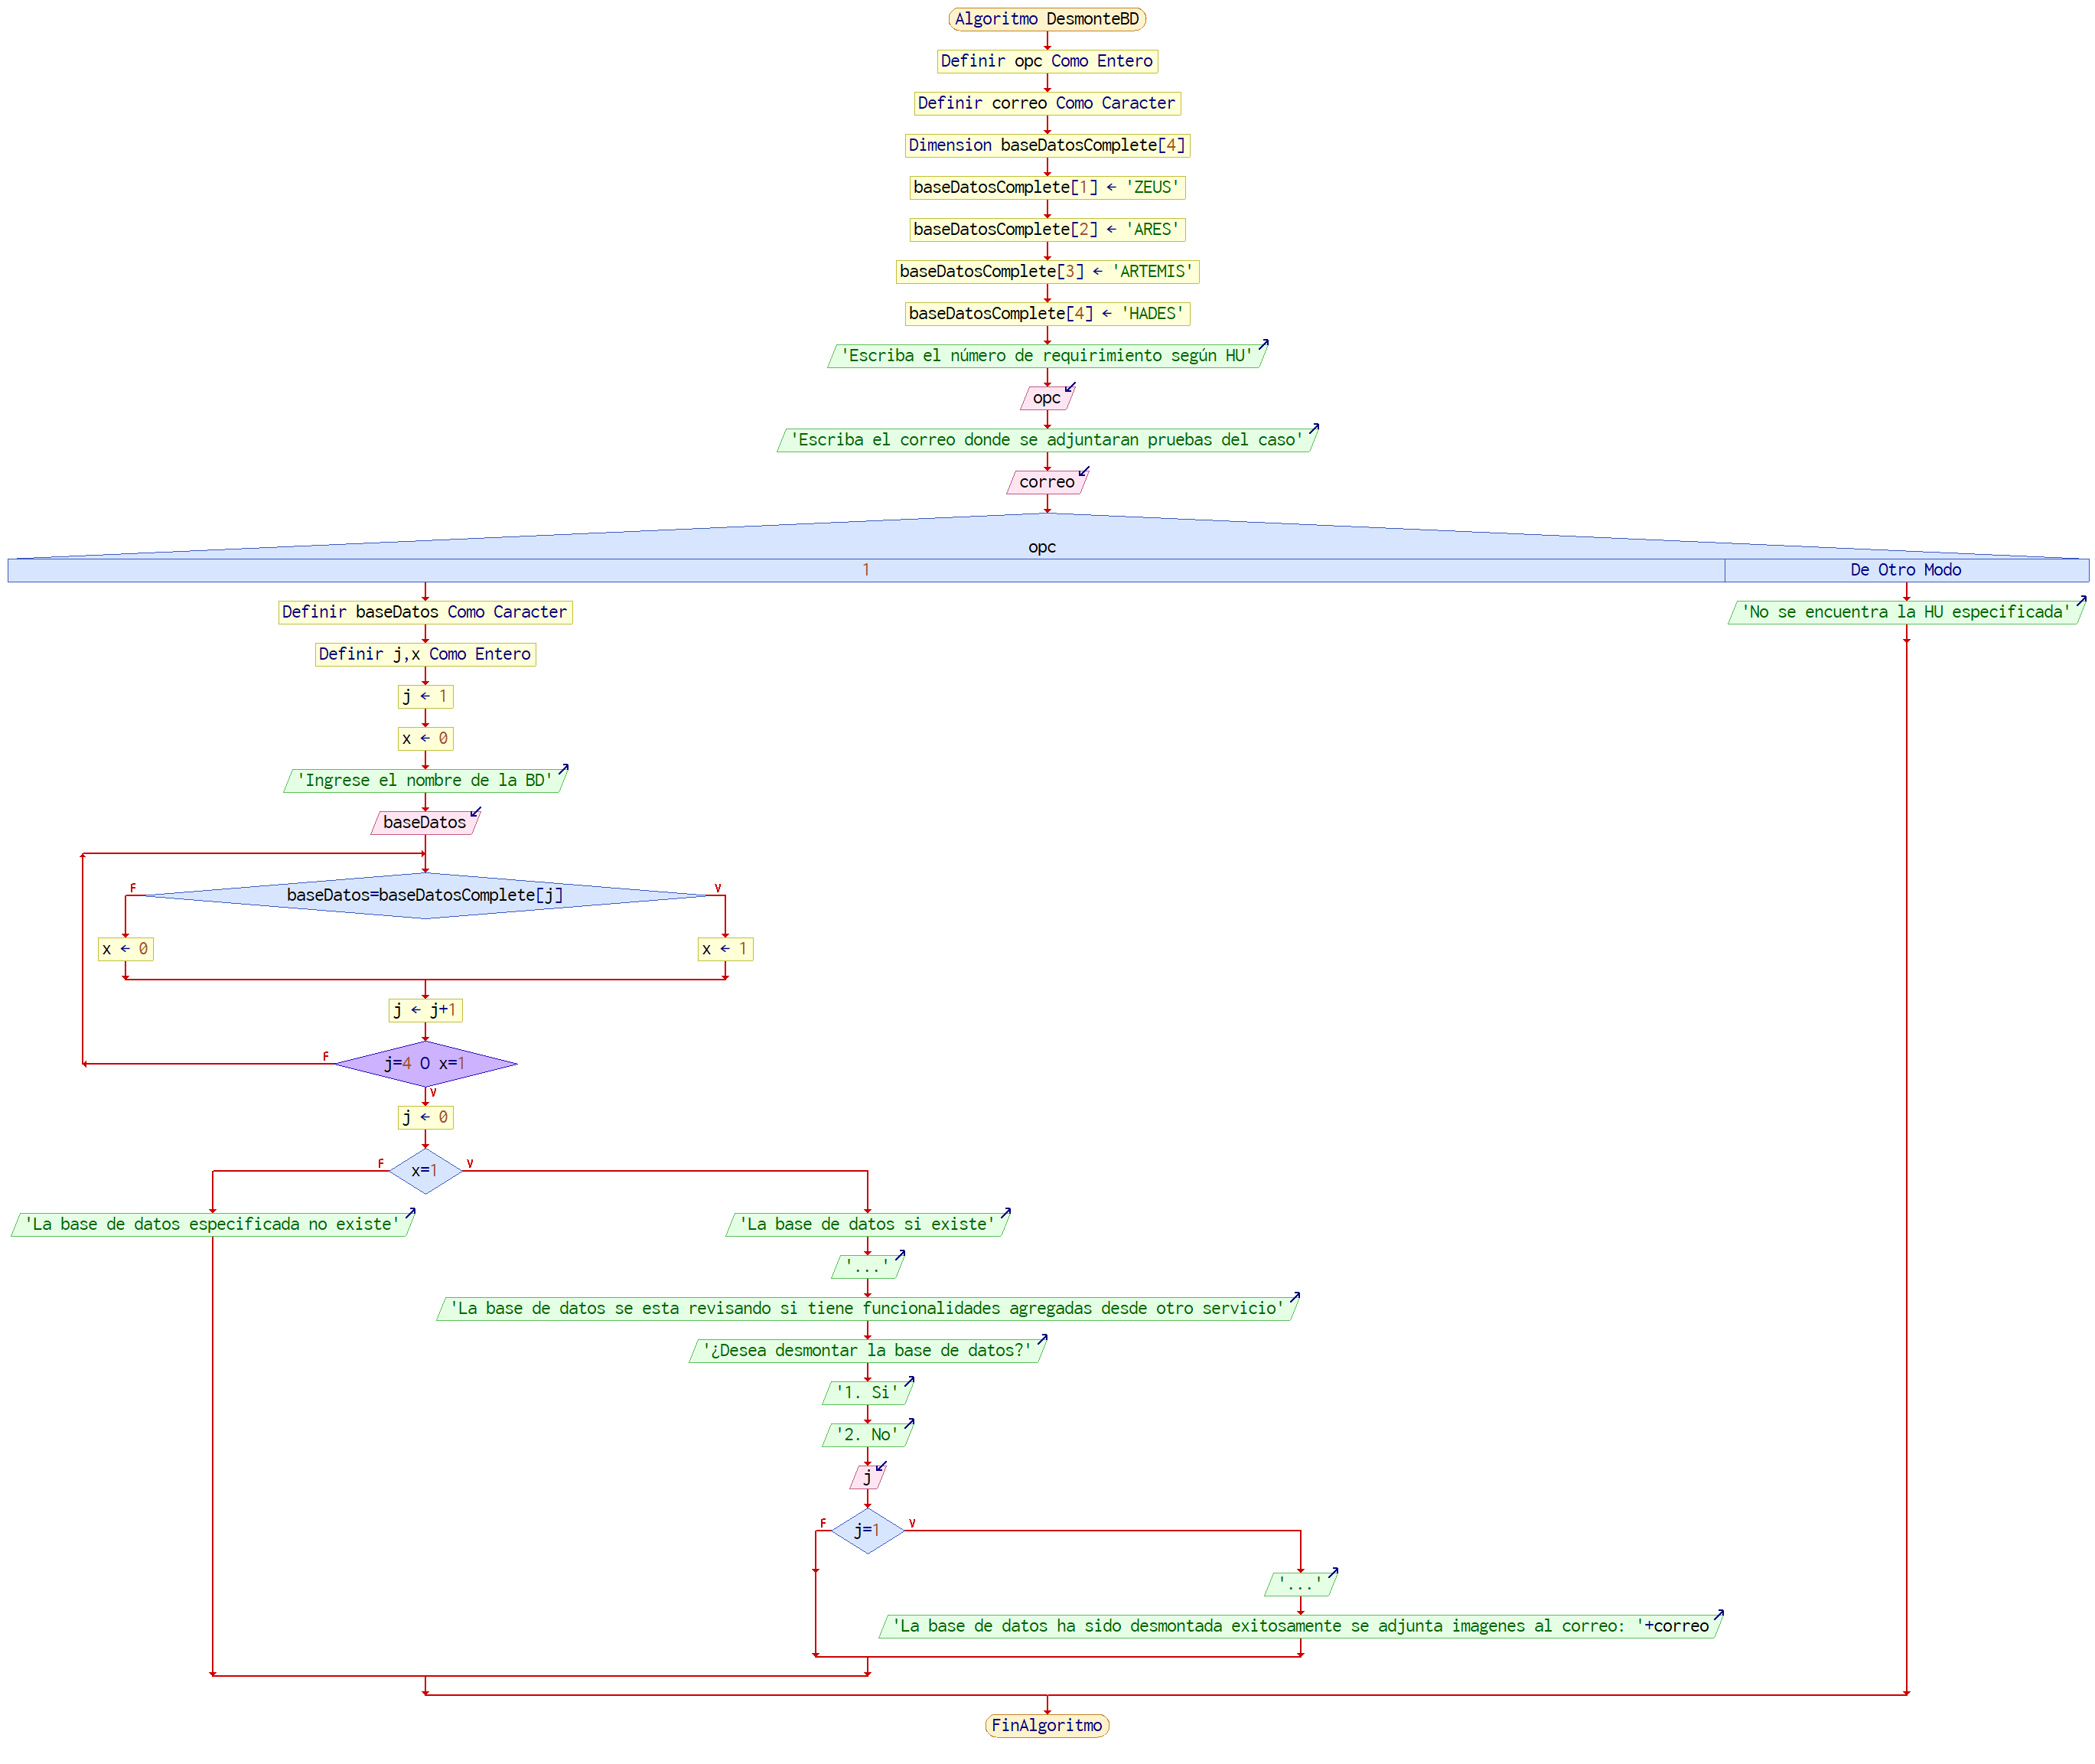 Algoritmo DesmonteBD
Definir opc Como Entero
Definir correo Como Caracter
Dimension baseDatosComplete[4]
baseDatosComplete[1] ← 'ZEUS'
baseDatosComplete[2] ← 'ARES'
baseDatosComplete[3] ← 'ARTEMIS'
baseDatosComplete[4] ← 'HADES'
'Escriba el número de requirimiento según HU'
opc
'Escriba el correo donde se adjuntaran pruebas del caso'
correo
opc
1
De Otro Modo
Definir baseDatos Como Caracter
Definir j,x Como Entero
j ← 1
x ← 0
'Ingrese el nombre de la BD'
baseDatos
baseDatos=baseDatosComplete[j]
F
V
x ← 0
x ← 1
j ← j+1
j=4 O x=1
F
V
j ← 0
x=1
F
V
'La base de datos especificada no existe'
'La base de datos si existe'
'...'
'La base de datos se esta revisando si tiene funcionalidades agregadas desde otro servicio'
'¿Desea desmontar la base de datos?'
'1. Si'
'2. No'
j
j=1
F
V
'...'
'La base de datos ha sido desmontada exitosamente se adjunta imagenes al correo: '+correo
'No se encuentra la HU especificada'
FinAlgoritmo